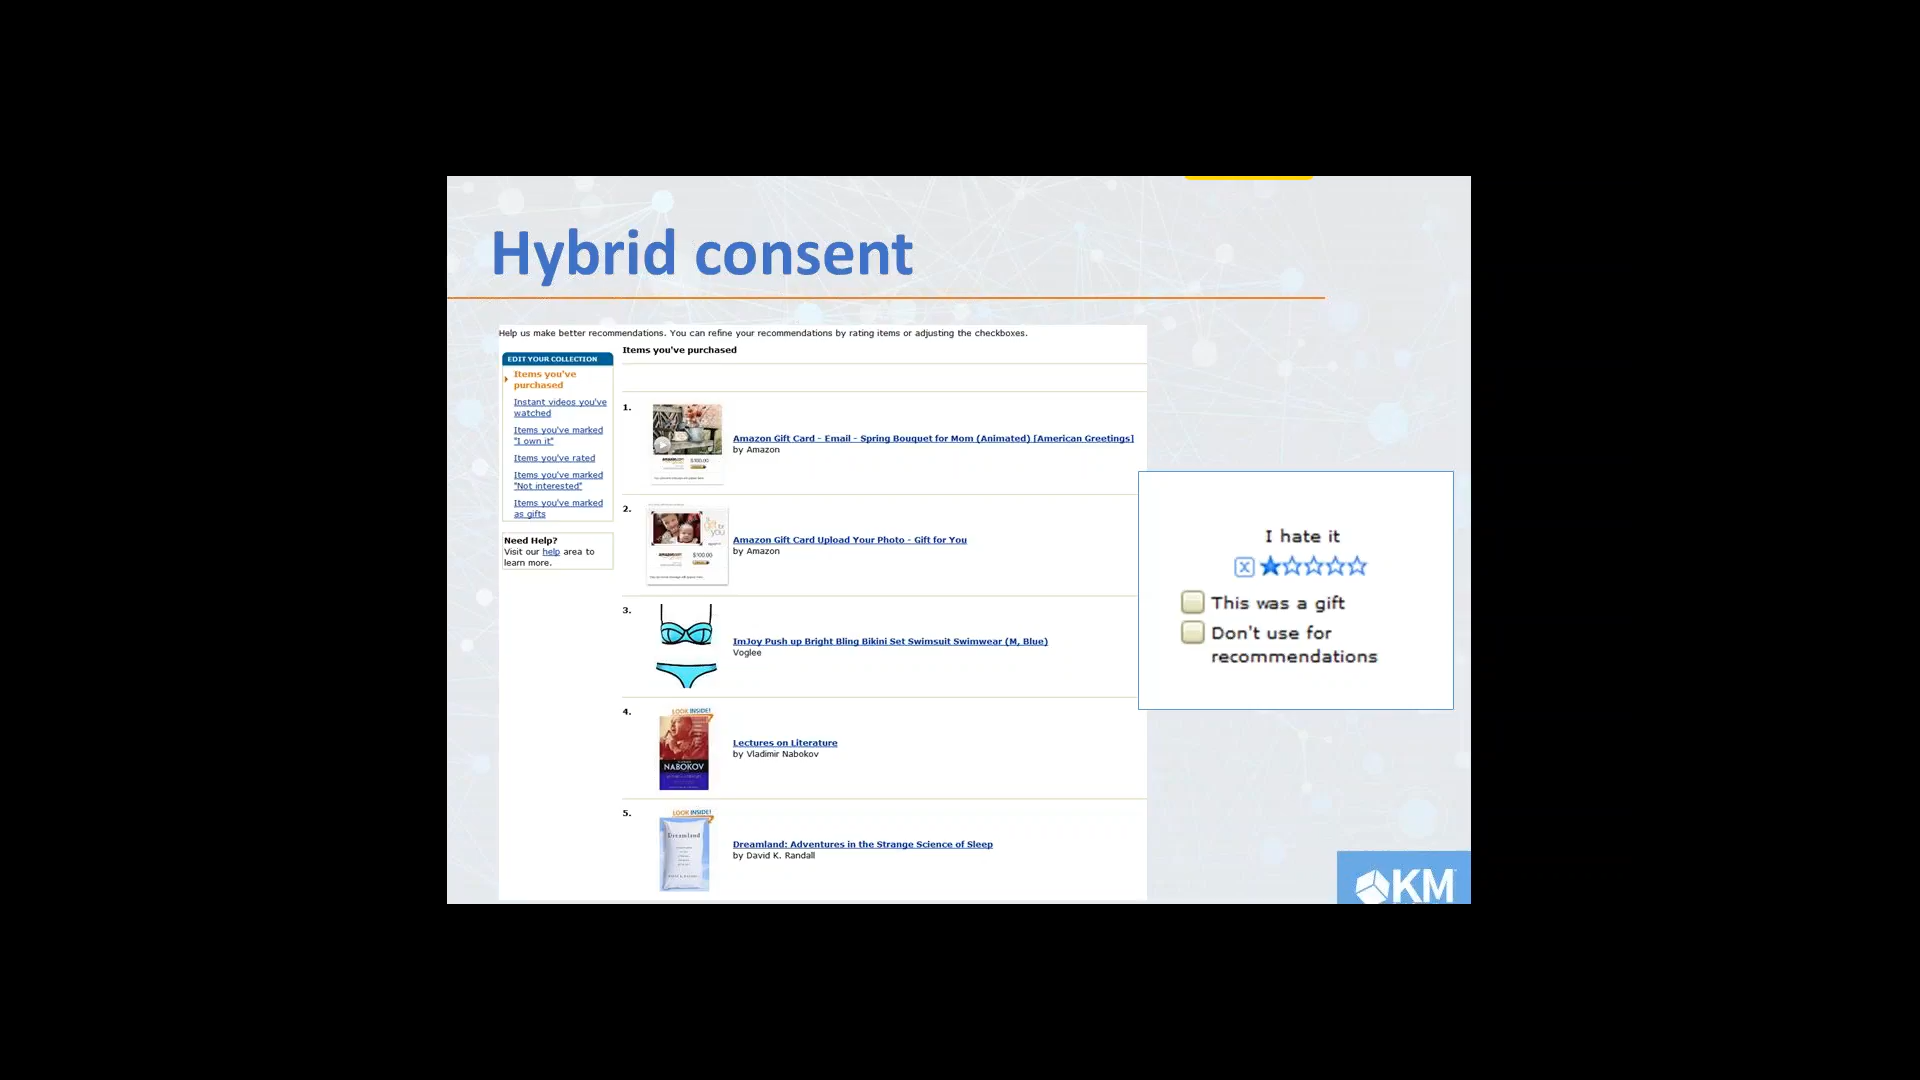 Hybrid consent
Help us make better recommendations. You can refine your recommendations by rating items or adjusting the checkboxes.
EDIT YOUR COLLECTION
Items you've
purchased
Instant videos you've
watched
Items you've marked
"I own it"
Items you've rated
Items you've marked
"Not interested"
Items you've marked
as gifts
Need Help?
Visit our help area to
learn more.
Items you've purchased
1.
Amazon Gift Card - Email - Spring Bouquet for Mom (Animated) [American Greetings]
by Amazon
$100.00
2.
Amazon Gift Card Upload Your Photo - Gift for You
by Amazon
$100.00
3.
ImJoy Push up Bright Bling Bikini Set Swimsuit Swimwear (M, Blue)
Voglee
4.
LOOK INSIDE!
NABOKOV
Lectures on Literature
by Vladimir Nabokov
5.
LOOK INSIDE!
Dreamland
Dreamland: Adventures in the Strange Science of Sleep
by David K. Randall
I hate it
This was a gift
Don't use for
recommendations
KM